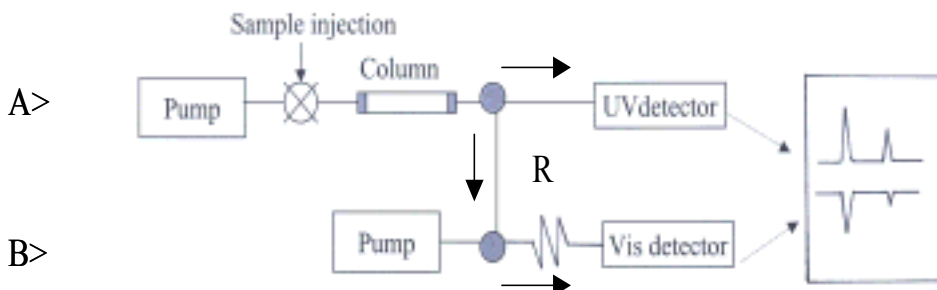 Sample injection
Column
A>
Pump
UVdetector
R
B>
Pump
Vis detector